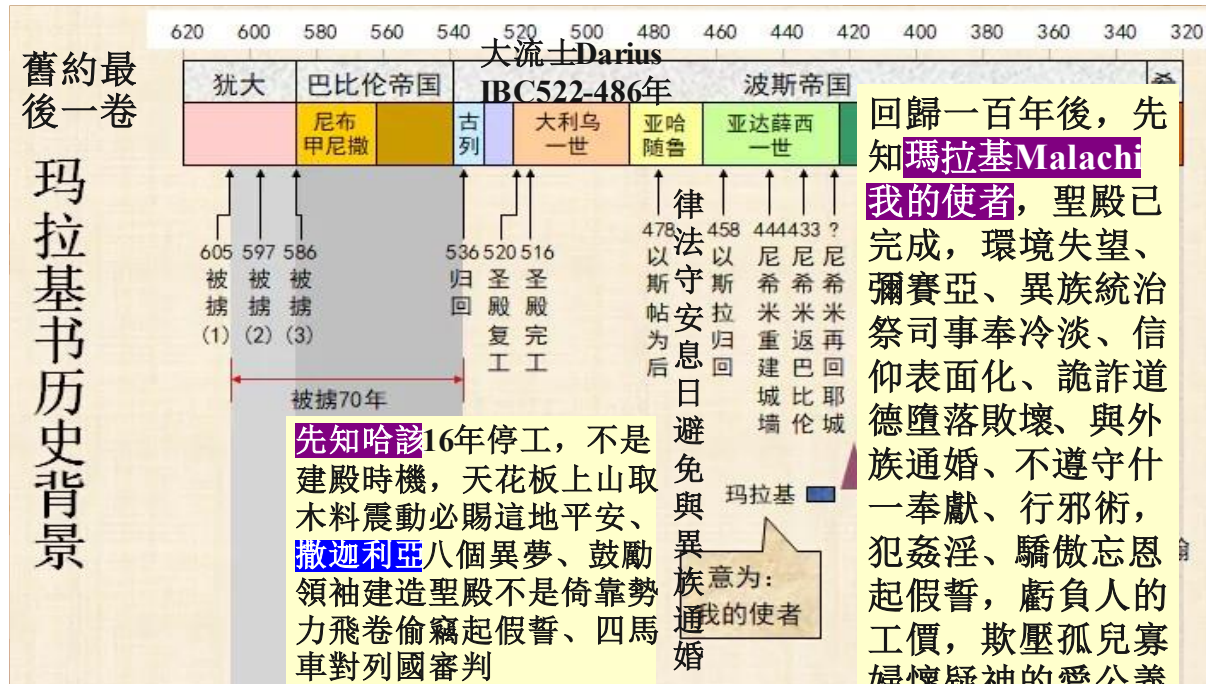 620 600 580 560 540 520 500 480 460 440 420 400 380 360 340 320
舊約最
後一卷
玛拉基书历史背景
大流士Darius
IBC522-486年
犹大 巴比伦帝国 波斯帝国
尼布
甲尼撒
古
列
大利乌
一世
亚哈
随鲁
亚达薛西
一世
605
被掳(1)
597
被掳(2)
586
被掳(3)
536
归回
520
圣殿复工
516
圣殿完工
478
以斯帖为后
律法守安息日避免與異族通婚
458
以斯拉归回
444
尼希米重建城墙
433
尼希米返巴比伦
?
尼希米再回耶城
被掳70年
先知哈該16年停工，不是
建殿時機，天花板上山取
木料震動必賜這地平安、
撒迦利亞八個異夢、鼓勵
領袖建造聖殿不是倚靠勢
力飛卷偷竊起假誓、四馬
車對列國審判
玛拉基
意为：
我的使者
回歸一百年後，先
知瑪拉基Malachi
我的使者，聖殿已
完成，環境失望、
彌賽亞、異族統治
祭司事奉冷淡、信
仰表面化、詭詐道
德墮落敗壞、與外
族通婚、不遵守什
一奉獻、行邪術，
犯姦淫、驕傲忘恩
起假誓，虧負人的
工價，欺壓孤兒寡
婦懷疑神的愛公義